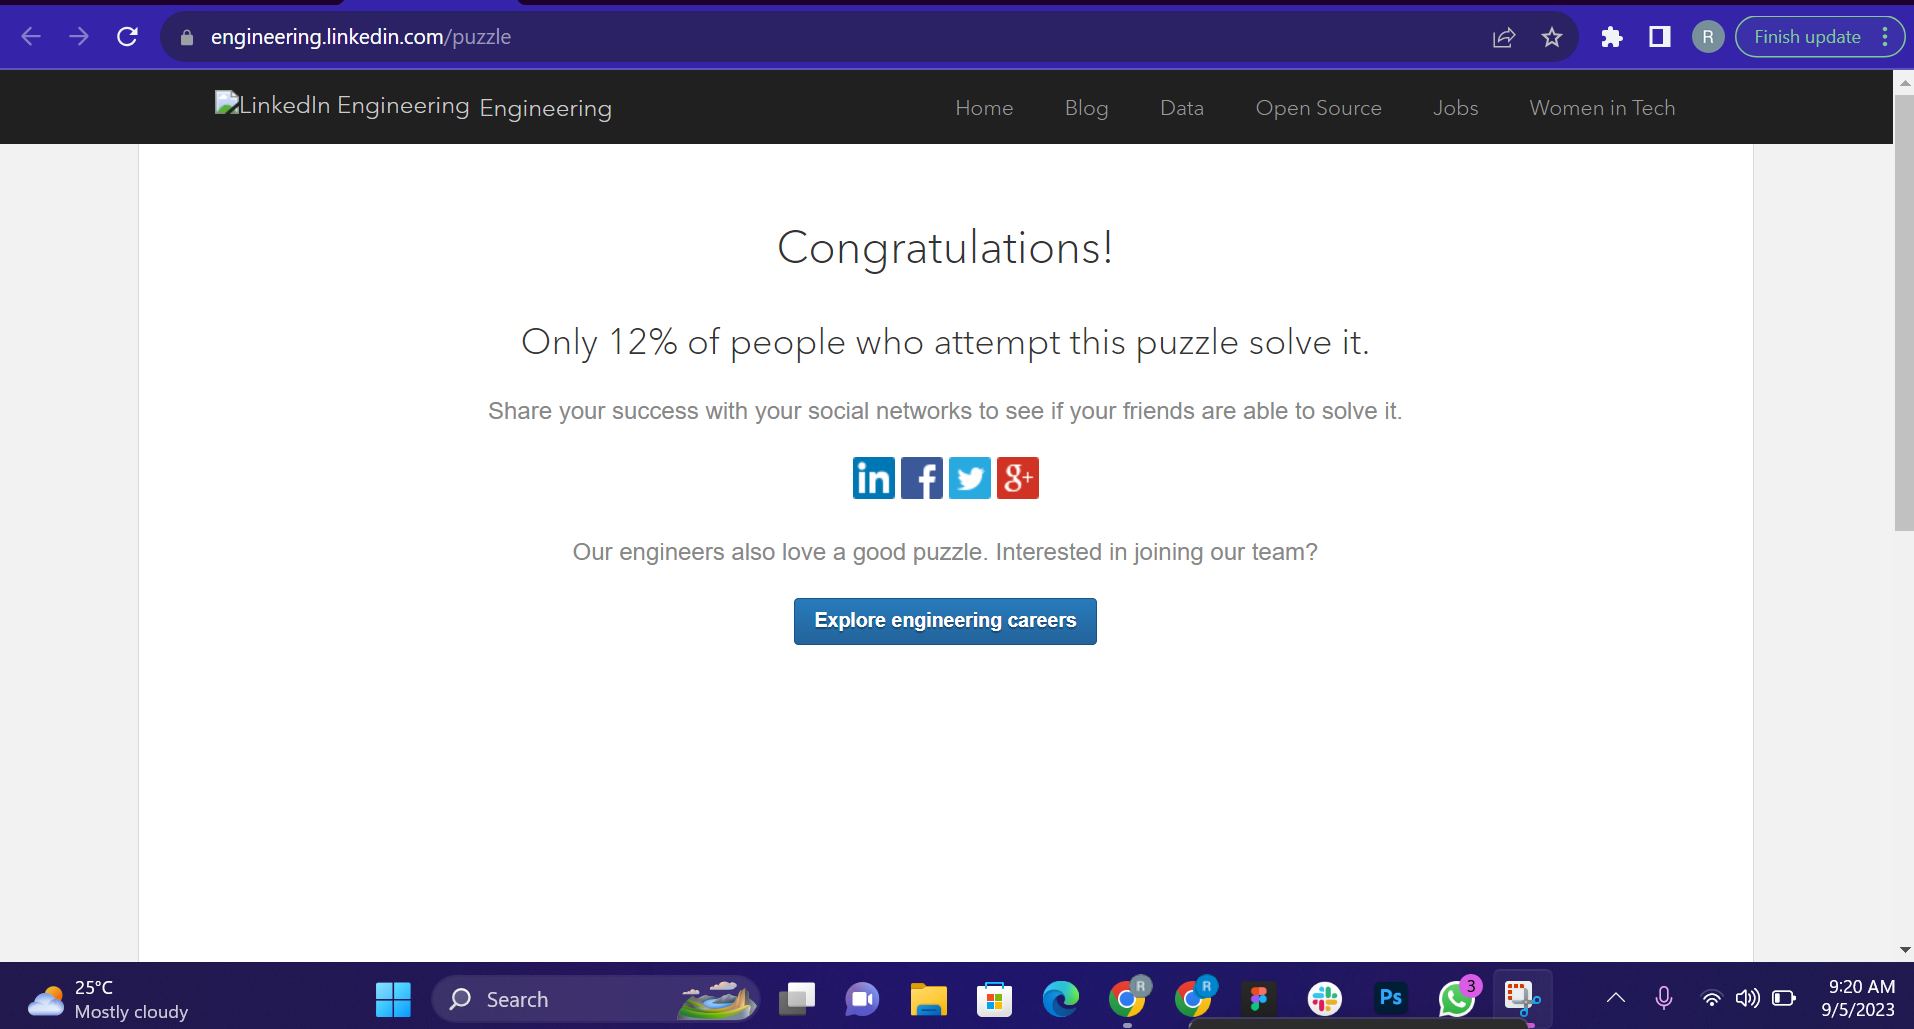 engineering.linkedin.com/puzzle
R
Finish update
LinkedIn Engineering Engineering
Home Blog Data Open Source Jobs Women in Tech
Congratulations!
Only 12% of people who attempt this puzzle solve it.
Share your success with your social networks to see if your friends are able to solve it.
in f g+
Our engineers also love a good puzzle. Interested in joining our team?
Explore engineering careers
25°C
Mostly cloudy
Search
R
R
Ps
3
9:20 AM
9/5/2023